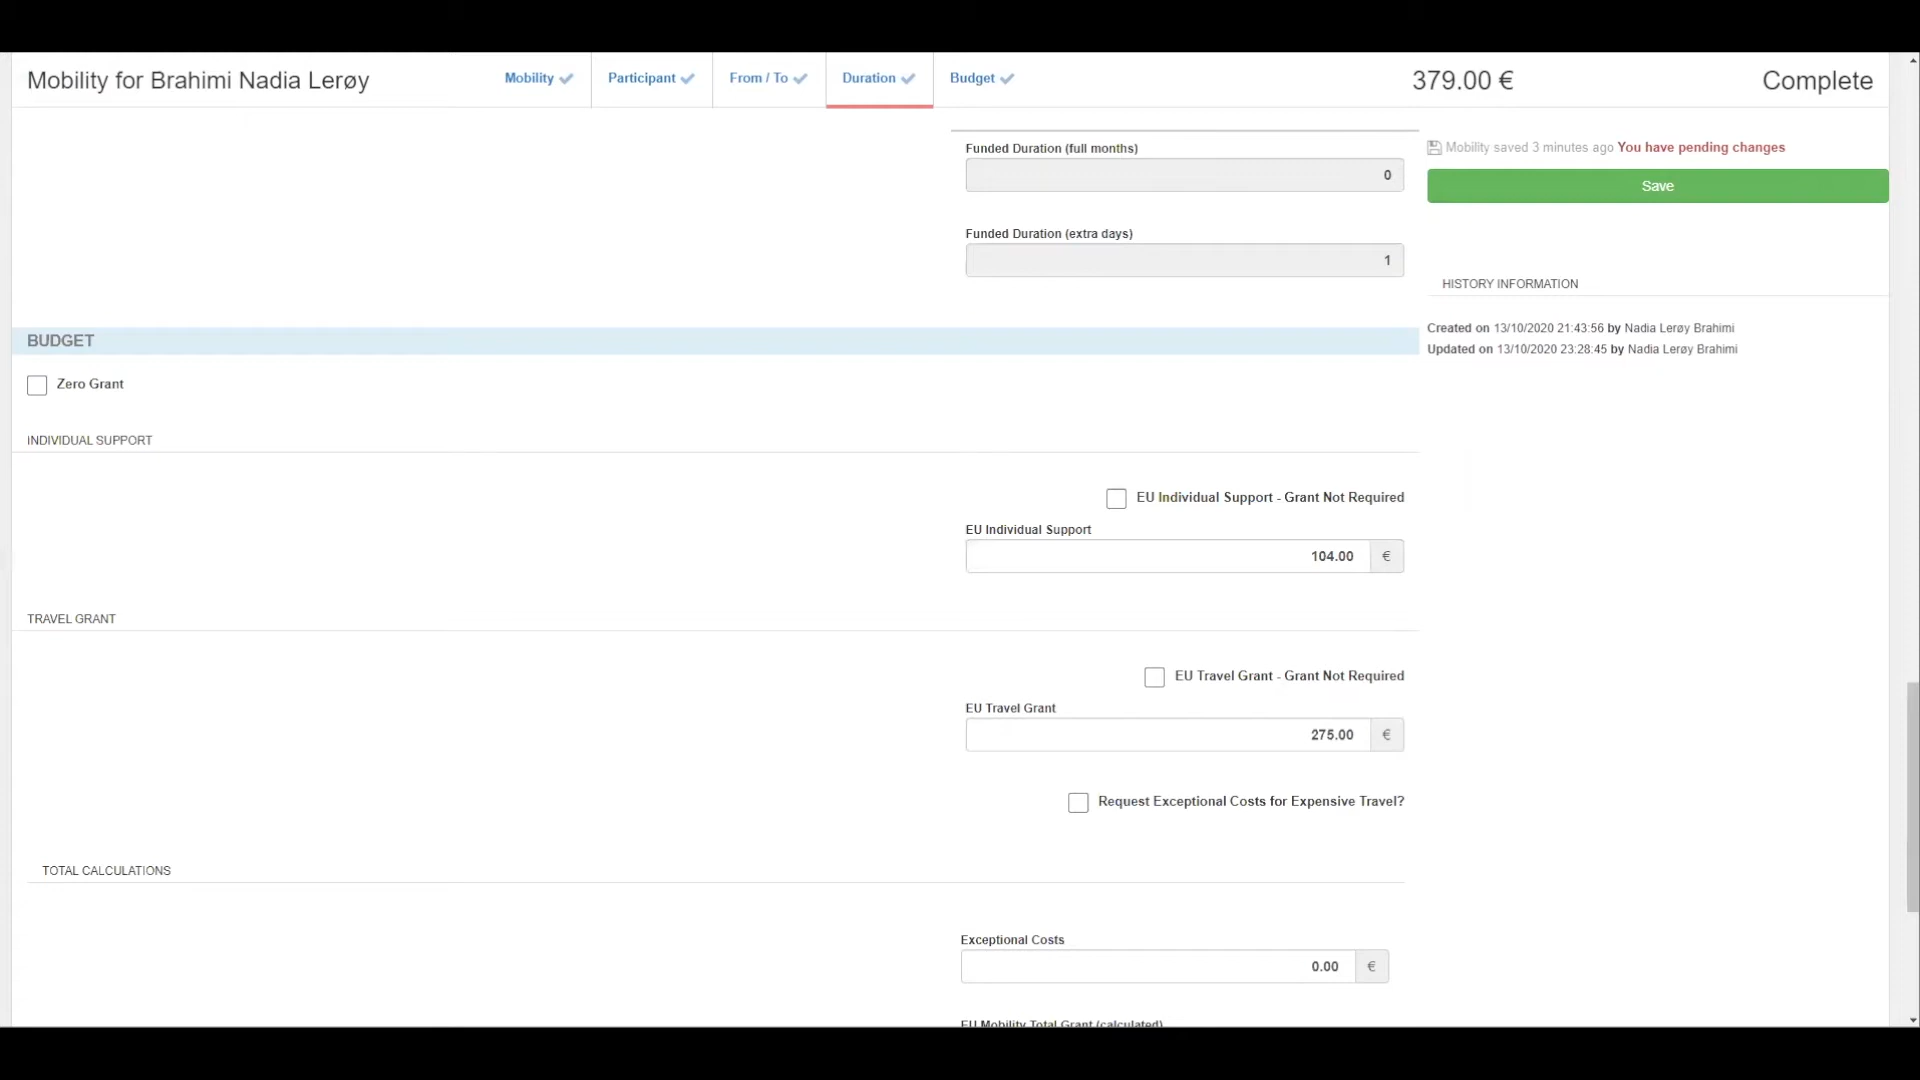 Mobility for Brahimi Nadia Lerøy
Mobility
Participant
From / To
Duration
Budget
379.00 €
Complete
Funded Duration (full months)
0
Mobility saved 3 minutes ago You have pending changes
Save
Funded Duration (extra days)
1
HISTORY INFORMATION
Created on 13/10/2020 21:43:56 by Nadia Lerøy Brahimi
Updated on 13/10/2020 23:28:45 by Nadia Lerøy Brahimi
BUDGET
Zero Grant
INDIVIDUAL SUPPORT
EU Individual Support - Grant Not Required
EU Individual Support
104.00 €
TRAVEL GRANT
EU Travel Grant - Grant Not Required
EU Travel Grant
275.00 €
Request Exceptional Costs for Expensive Travel?
TOTAL CALCULATIONS
Exceptional Costs
0.00 €
EU Mobility Total Grant (calculated)